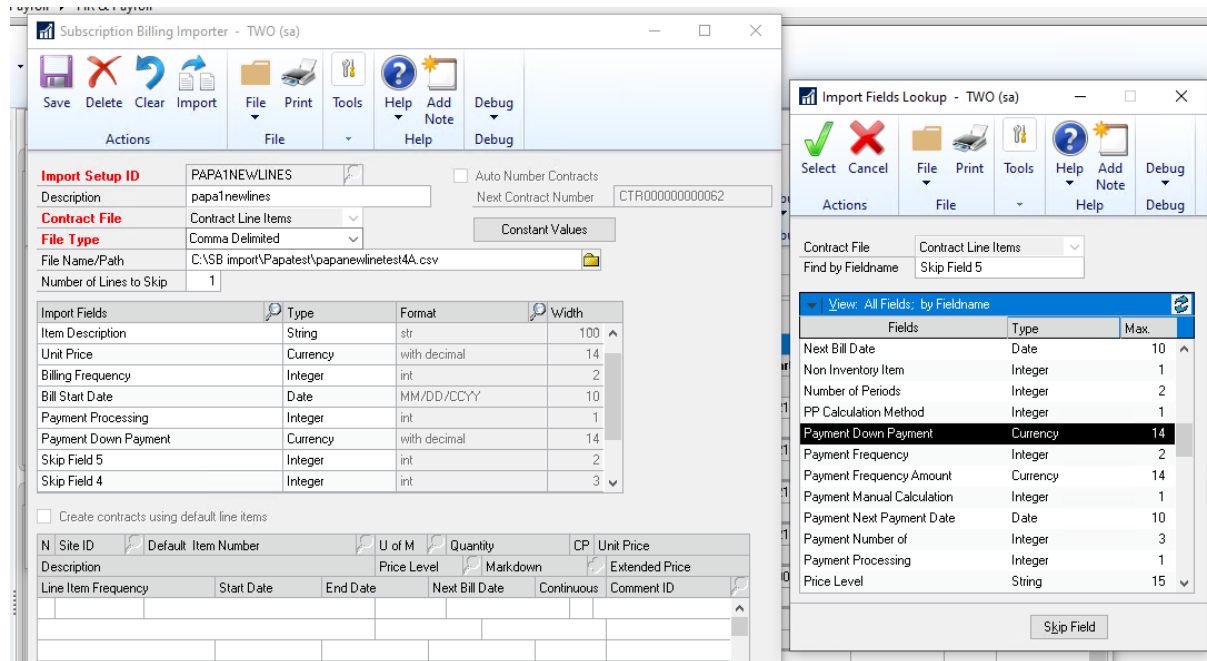 Payroll ▸ HR & Payroll
Subscription Billing Importer - TWO (sa)
Save Delete Clear Import File Print Tools Help Add Note Debug
Actions File Help Debug
Import Setup ID PAPA1NEWLINES Auto Number Contracts
Description papa1newlines Next Contract Number CTR000000000062
Contract File Contract Line Items
File Type Comma Delimited Constant Values
File Name/Path C:\SB import\Papatest\papanewlinetest4A.csv
Number of Lines to Skip 1
Import Fields Type Format Width
Item Description String str 100
Unit Price Currency with decimal 14
Billing Frequency Integer int 2
Bill Start Date Date MM/DD/CCYY 10
Payment Processing Integer int 1
Payment Down Payment Currency with decimal 14
Skip Field 5 Integer int 2
Skip Field 4 Integer int 3
Create contracts using default line items
N Site ID Default Item Number U of M Quantity CP Unit Price
Description Price Level Markdown Extended Price
Line Item Frequency Start Date End Date Next Bill Date Continuous Comment ID
Import Fields Lookup - TWO (sa)
Select Cancel File Print Tools Help Add Note Debug
Actions File Help Debug
Contract File Contract Line Items
Find by Fieldname Skip Field 5
View: All Fields; by Fieldname
Fields Type Max.
Next Bill Date Date 10
Non Inventory Item Integer 1
Number of Periods Integer 2
PP Calculation Method Integer 1
Payment Down Payment Currency 14
Payment Frequency Integer 2
Payment Frequency Amount Currency 14
Payment Manual Calculation Integer 1
Payment Next Payment Date Date 10
Payment Number of Integer 3
Payment Processing Integer 1
Price Level String 15
Skip Field